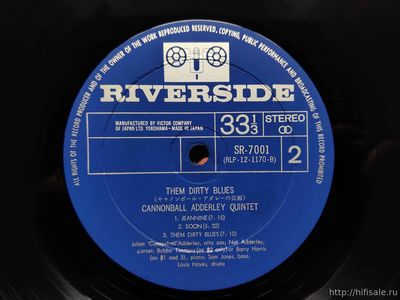 ALL RIGHTS OF THE RECORD PRODUCER AND OF THE OWNER OF THE WORK REPRODUCED RESERVED, COPYING, PUBLIC PERFORMANCE AND BROADCASTING OF THIS RECORD PROHIBITED
RIVERSIDE
MANUFACTURED BY VICTOR COMPANY
OF JAPAN LTD. YOKOHAMA-MADE IN JAPAN
33 1/3
STEREO
SR-7001
(RLP-12-1170-B)
2
THEM DIRTY BLUES
(キャノンボール・アダレーの芸術)
CANNONBALL ADDERLEY QUINTET
1. JEANNINE (7. 15)
2. SOON (5. 32)
3. THEM DIRTY BLUES (7. 10)
Julian "Cannonball" Adderley, alto sax; Nat Adderley,
cornet, Bobby Timmons (on #2 only) or Barry Harris
(on #1 and 3), piano; Sam Jones, bass;
Louis Hayes, drums
http://hifisale.ru